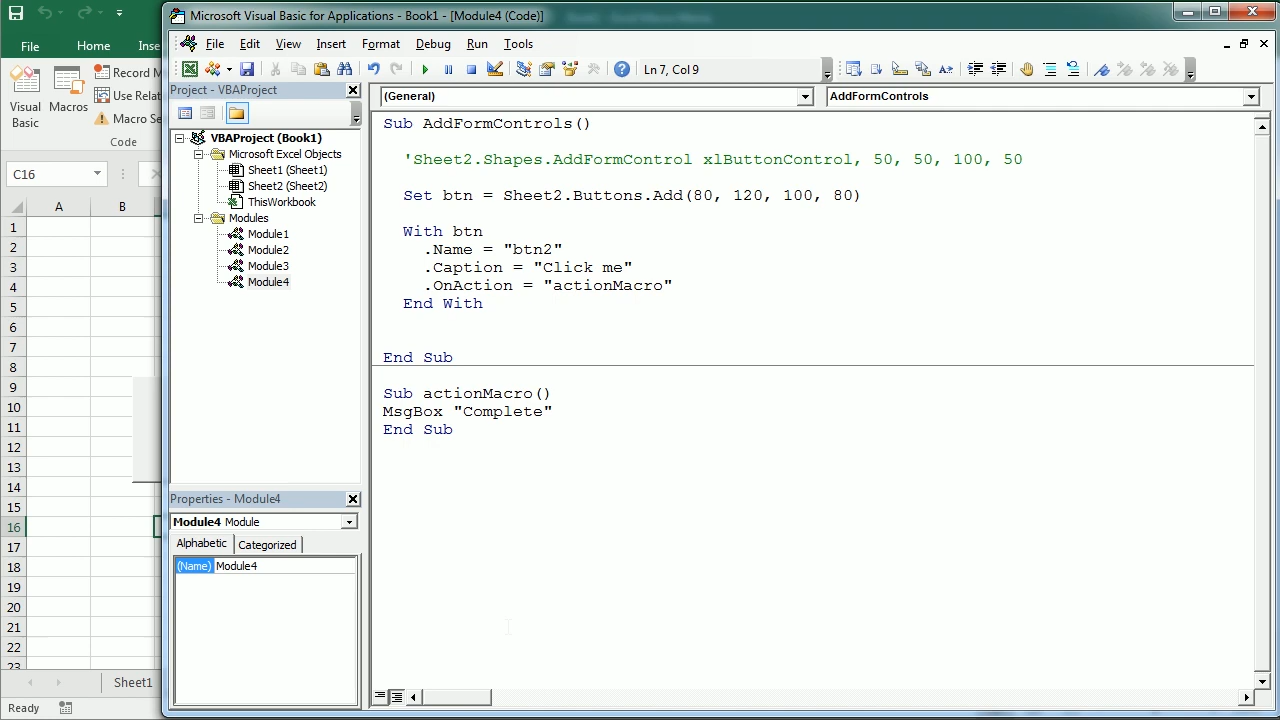 Microsoft Visual Basic for Applications - Book1 - [Module4 (Code)]
File Home Inse
File Edit View Insert Format Debug Run Tools
Record M
Use Relat
Macro Se
Visual Basic
Macros
Code
Ln 7, Col 9
Project - VBAProject
(General)
AddFormControls
VBAProject (Book1)
Microsoft Excel Objects
Sheet1 (Sheet1)
Sheet2 (Sheet2)
ThisWorkbook
Modules
Module1
Module2
Module3
Module4
Sub AddFormControls()
'Sheet2.Shapes.AddFormControl xlButtonControl, 50, 50, 100, 50
Set btn = Sheet2.Buttons.Add(80, 120, 100, 80)
With btn
.Name = "btn2"
.Caption = "Click me"
.OnAction = "actionMacro"
End With
End Sub
Sub actionMacro()
MsgBox "Complete"
End Sub
C16
A B
1
2
3
4
5
6
7
8
9
10
11
12
13
14
15
16
17
18
19
20
21
22
23
Properties - Module4
Module4 Module
Alphabetic Categorized
(Name) Module4
Sheet1
Ready